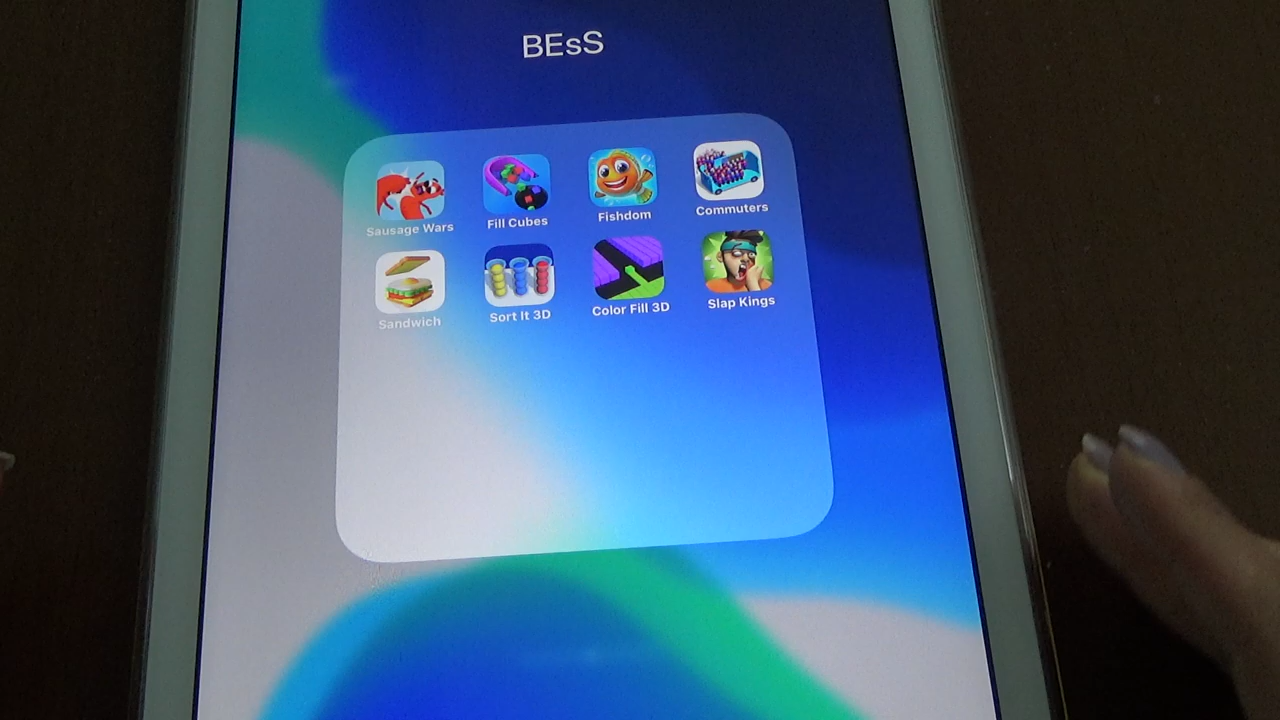 BEsS
Sausage Wars
Fill Cubes
Fishdom
Commuters
Sandwich
Sort It 3D
Color Fill 3D
Slap Kings